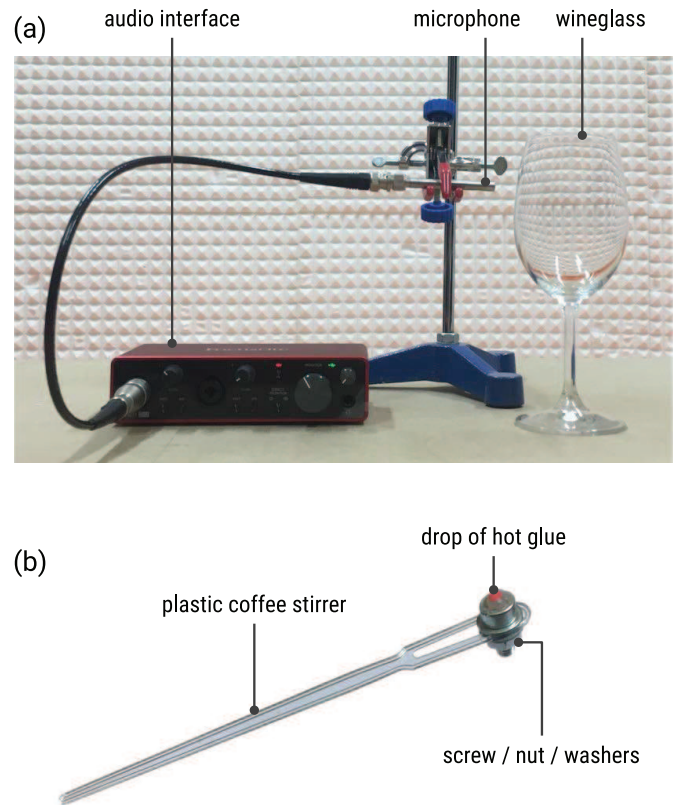 (a)
audio interface
microphone
wineglass
(b)
drop of hot glue
plastic coffee stirrer
screw / nut / washers